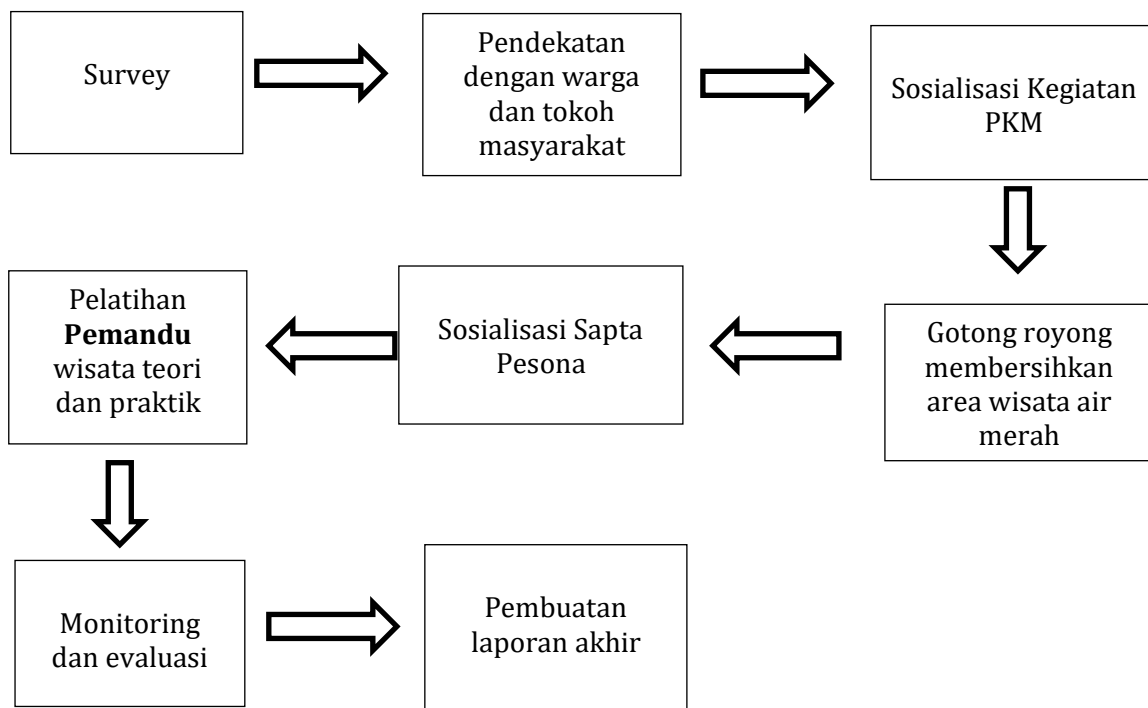 Survey
Pendekatan
dengan warga
dan tokoh
masyarakat
Sosialisasi Kegiatan
PKM
Gotong royong
membersihkan
area wisata air
merah
Sosialisasi Sapta
Pesona
Pelatihan
Pemandu
wisata teori
dan praktik
Monitoring
dan evaluasi
Pembuatan
laporan akhir